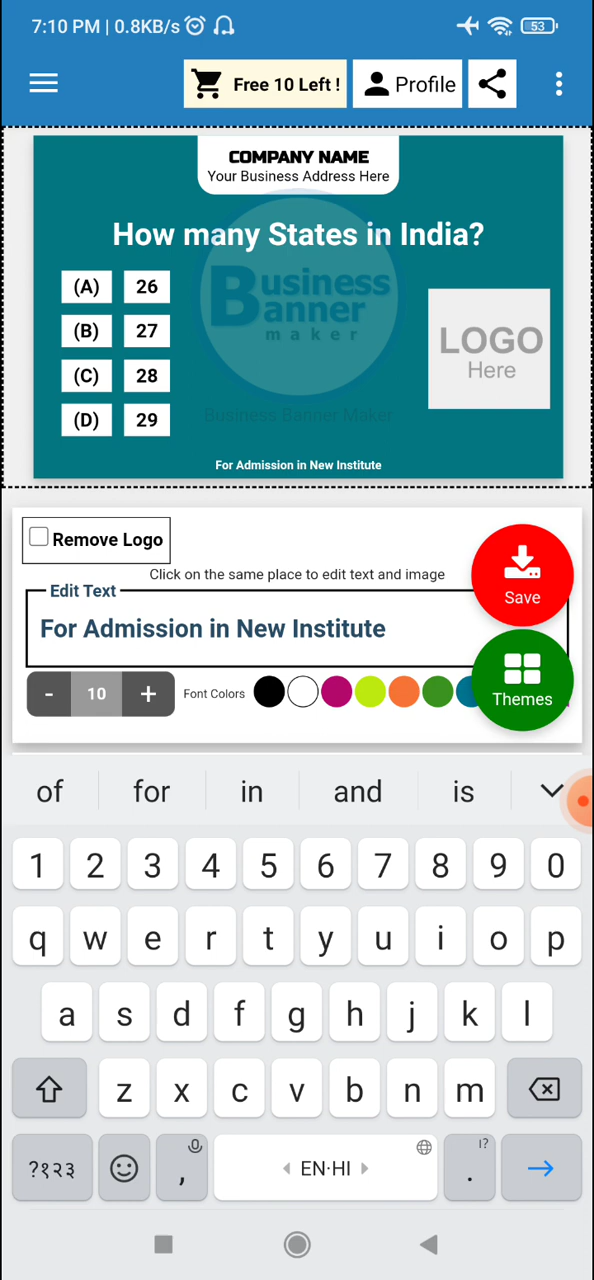 7:10 PM | 0.8KB/s
53
Free 10 Left !
Profile
COMPANY NAME
Your Business Address Here
How many States in India?
Business
Banner
maker
Business Banner Maker
(A) 26
(B) 27
(C) 28
(D) 29
LOGO
Here
For Admission in New Institute
Remove Logo
Click on the same place to edit text and image
Edit Text
For Admission in New Institute
Save
- 10 +
Font Colors
Themes
of for in and is
1 2 3 4 5 6 7 8 9 0
q w e r t y u i o p
a s d f g h j k l
z x c v b n m
?१२३ , EN·HI . !?